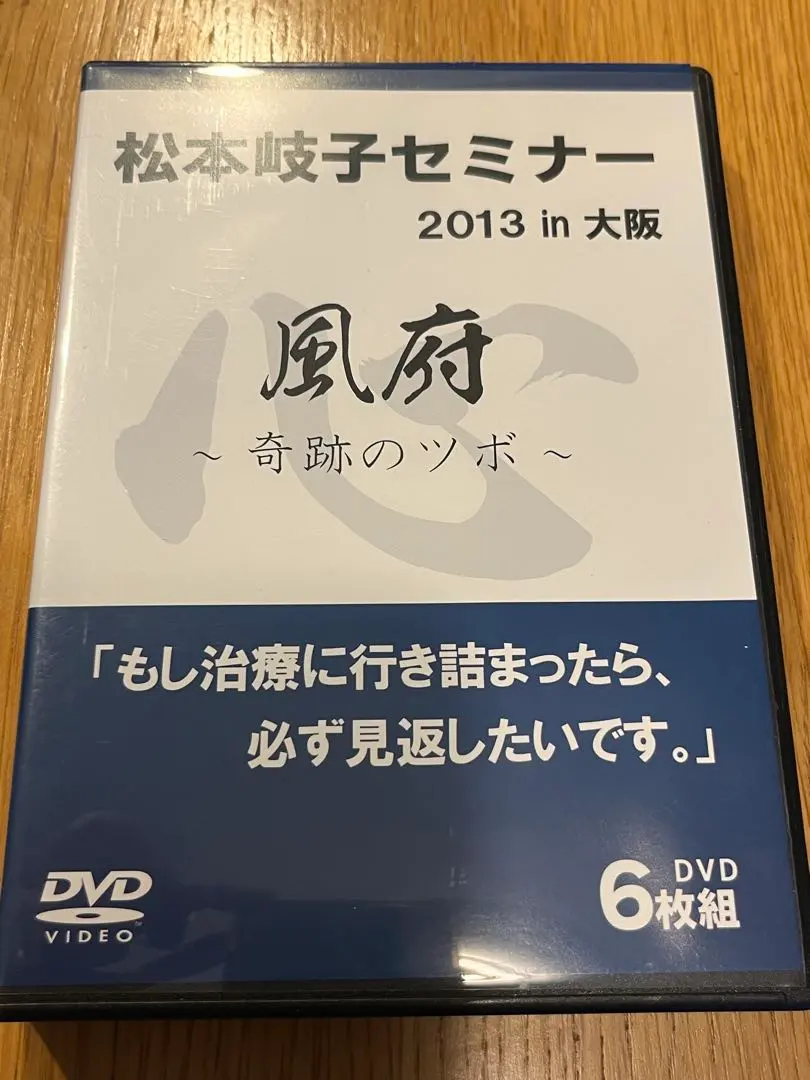 松本岐子セミナー
2013 in 大阪
心
風府
~ 奇跡のツボ ~
「もし治療に行き詰まったら、
必ず見返したいです。」
DVD
VIDEO
DVD
6枚組